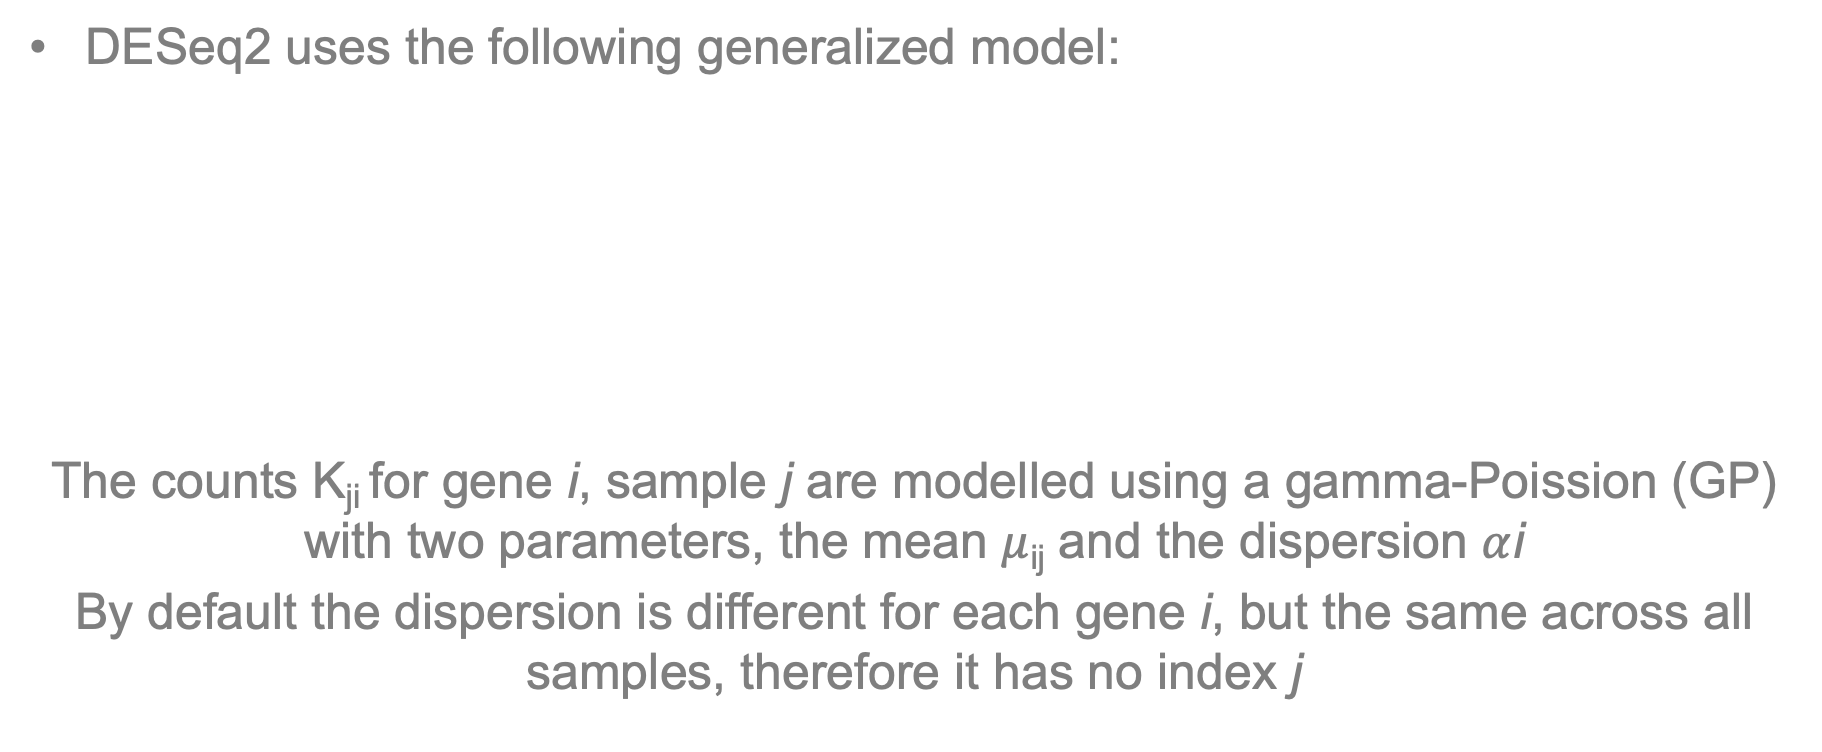 • DESeq2 uses the following generalized model:
The counts Kji for gene i, sample j are modelled using a gamma-Poission (GP)
with two parameters, the mean μij and the dispersion αi
By default the dispersion is different for each gene i, but the same across all
samples, therefore it has no index j